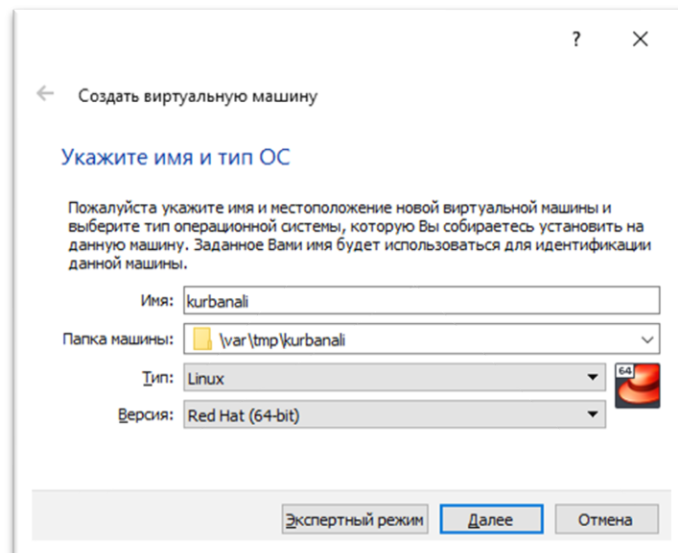 ?
Создать виртуальную машину
Укажите имя и тип ОС
Пожалуйста укажите имя и местоположение новой виртуальной машины и
выберите тип операционной системы, которую Вы собираетесь установить на
данную машину. Заданное Вами имя будет использоваться для идентификации
данной машины.
Имя: kurbanali
Папка машины: \var\tmp\kurbanali
Тип: Linux
64
Версия: Red Hat (64-bit)
Экспертный режим Далее Отмена